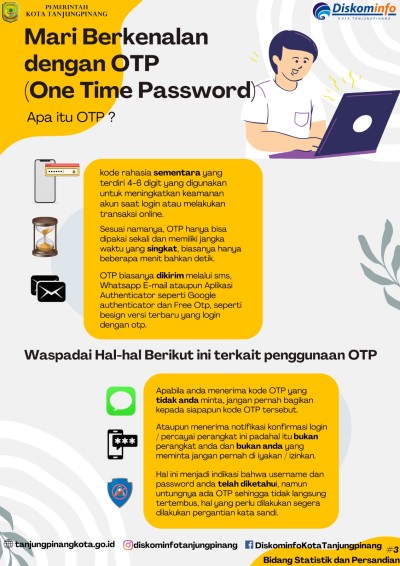 PEMERINTAH
KOTA TANJUNGPINANG
Diskominfo
KOTA TANJUNGPINANG
Mari Berkenalan
dengan OTP
(One Time Password)
Apa itu OTP ?
kode rahasia sementara yang
terdiri 4-6 digit yang digunakan
untuk meningkatkan keamanan
akun saat login atau melakukan
transaksi online.
Sesuai namanya, OTP hanya bisa
dipakai sekali dan memiliki jangka
waktu yang singkat, biasanya hanya
beberapa menit bahkan detik.
OTP biasanya dikirim melalui sms,
Whatsapp E-mail ataupun Aplikasi
Authenticator seperti Google
authenticator dan Free Otp, seperti
besign versi terbaru yang login
dengan otp.
Waspadai Hal-hal Berikut ini terkait penggunaan OTP
Apabila anda menerima kode OTP yang
tidak anda minta, jangan pernah bagikan
kepada siapapun kode OTP tersebut.
Ataupun menerima notifikasi konfirmasi login
/ percayai perangkat ini padahal itu bukan
perangkat anda dan bukan anda yang
meminta jangan pernah di iyakan / izinkan.
Hal ini menjadi indikasi bahwa username dan
password anda telah diketahui, namun
untungnya ada OTP sehingga tidak langsung
tertembus, hal yang perlu dilakukan segera
dilakukan pergantian kata sandi.
tanjungpinangkota.go.id
diskominfotanjungpinang
DiskominfoKotaTanjungpinang
#3
Bidang Statistik dan Persandian